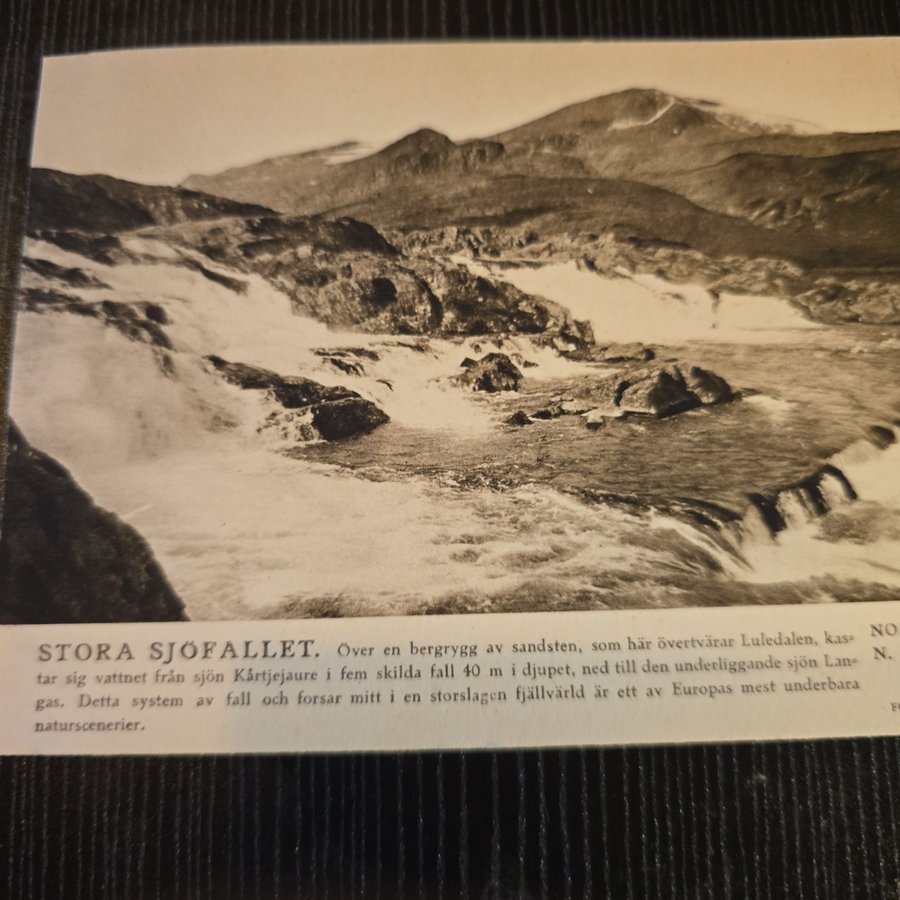 STORA SJÖFALLET. Över en bergrygg av sandsten, som här övertvärar Luledalen, kas-
tar sig vattnet från sjön Kårtjejaure i fem skilda fall 40 m i djupet, ned till den underliggande sjön Lan-
gas. Detta system av fall och forsar mitt i en storslagen fjällvärld är ett av Europas mest underbara
naturscenerier.
NO
N.